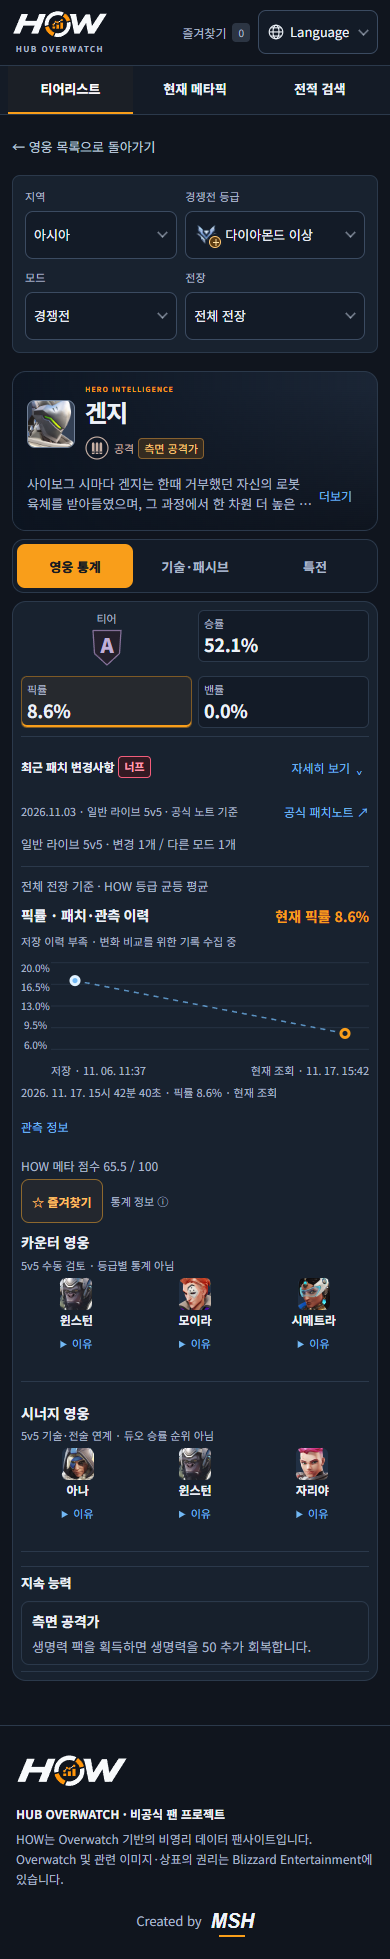 HOW
HUB OVERWATCH
즐겨찾기 0
Language
티어리스트 현재 메타픽 전적 검색
← 영웅 목록으로 돌아가기
지역 경쟁전 등급
아시아 다이아몬드 이상
모드 전장
경쟁전 전체 전장
HERO INTELLIGENCE
겐지
공격 측면 공격가
사이보그 시마다 겐지는 한때 거부했던 자신의 로봇
육체를 받아들였으며, 그 과정에서 한 차원 더 높은 … 더보기
영웅 통계 기술·패시브 특전
티어
A
승률
52.1%
픽률
8.6%
밴률
0.0%
최근 패치 변경사항 너프 자세히 보기 ⌄
2026.11.03 · 일반 라이브 5v5 · 공식 노트 기준 공식 패치노트 ↗
일반 라이브 5v5 · 변경 1개 / 다른 모드 1개
전체 전장 기준 · HOW 등급 균등 평균
픽률 · 패치·관측 이력 현재 픽률 8.6%
저장 이력 부족 · 변화 비교를 위한 기록 수집 중
20.0%
16.5%
13.0%
9.5%
6.0%
저장 · 11. 06. 11:37 현재 조회 · 11. 17. 15:42
2026. 11. 17. 15시 42분 40초 · 픽률 8.6% · 현재 조회
관측 정보
HOW 메타 점수 65.5 / 100
☆ 즐겨찾기 통계 정보 ⓘ
카운터 영웅
5v5 수동 검토 · 등급별 통계 아님
윈스턴 모이라 시메트라
▶ 이유 ▶ 이유 ▶ 이유
시너지 영웅
5v5 기술·전술 연계 · 듀오 승률 순위 아님
아나 윈스턴 자리야
▶ 이유 ▶ 이유 ▶ 이유
지속 능력
측면 공격가
생명력 팩을 획득하면 생명력을 50 추가 회복합니다.
HOW
HUB OVERWATCH · 비공식 팬 프로젝트
HOW는 Overwatch 기반의 비영리 데이터 팬사이트입니다.
Overwatch 및 관련 이미지·상표의 권리는 Blizzard Entertainment에
있습니다.
Created by MSH